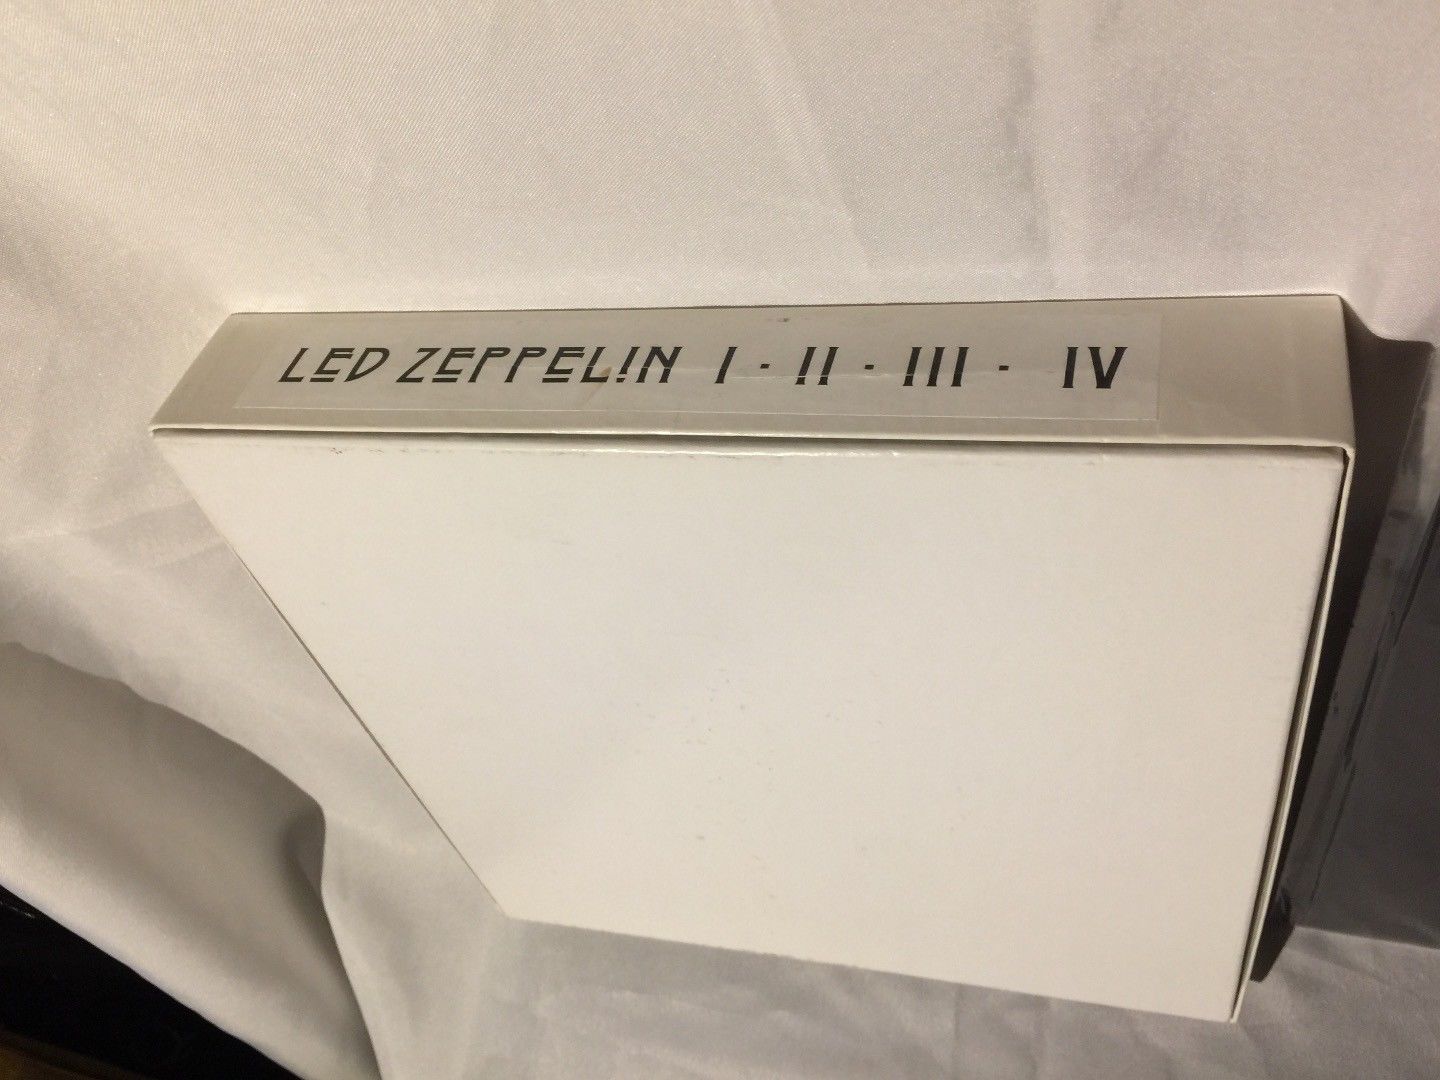 LED ZEPPELIN I · II · III · IV